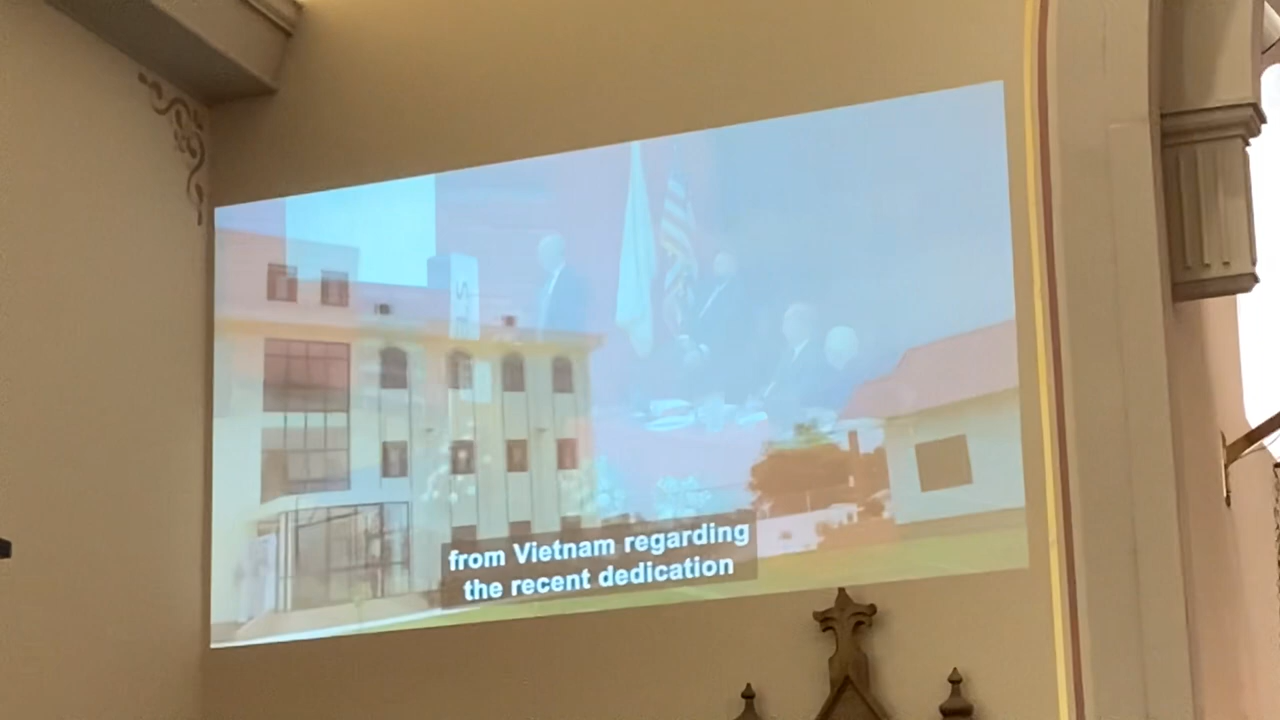 from Vietnam regarding
the recent dedication